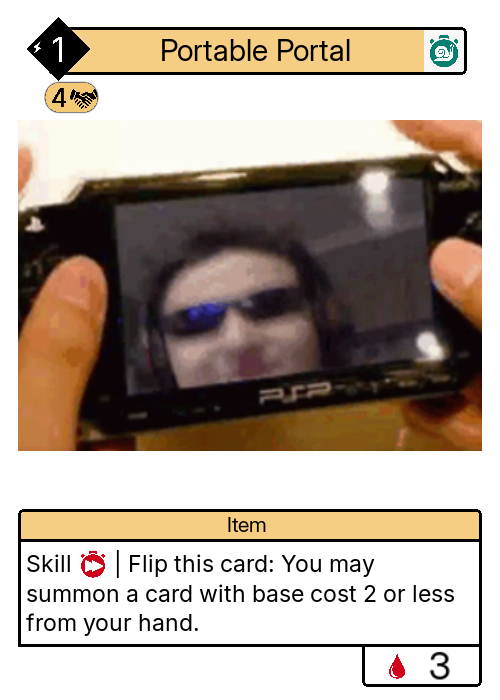 1
Portable Portal
4
PSP
Item
Skill | Flip this card: You may
summon a card with base cost 2 or less
from your hand.
3